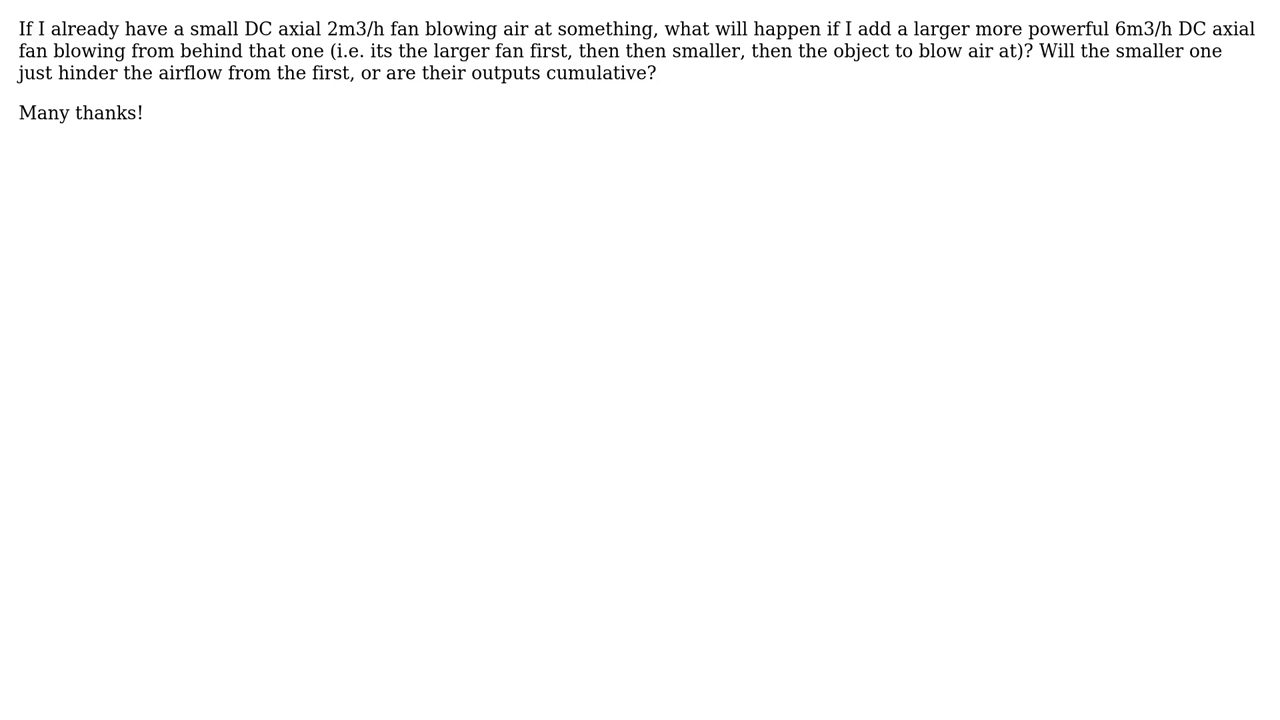 If I already have a small DC axial 2m3/h fan blowing air at something, what will happen if I add a larger more powerful 6m3/h DC axial
fan blowing from behind that one (i.e. its the larger fan first, then then smaller, then the object to blow air at)? Will the smaller one
just hinder the airflow from the first, or are their outputs cumulative?
Many thanks!